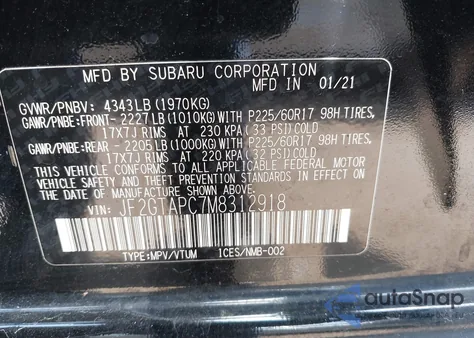 MFD BY SUBARU CORPORATION 01/21
GVWR/PNBV: 4343LB(1970KG)
GAWR/PNBE-FRONT- 2227LB(1010KG)WITH P225/60R17 98H TIRES,
17X7J RIMS AT 230 KPA(33 PSI)COLD
GAWR/PNBE-REAR - 2205LB(1000KG)WITH P225/60R17 98H TIRES,
17X7J RIMS AT 220 KPA(32 PSI)COLD
THIS VEHICLE CONFORMS TO ALL APPLICABLE FEDERAL MOTOR
VEHICLE SAFETY, BUMPER, AND THEFT PREVENTION STANDARDS IN EFFECT
ON THE DATE OF MANUFACTURE SHOWN ABOVE.
VIN: JF2GTAPC7M8312918
TYPE:MPV/VTUM 1CES/NMB-002
autoSnap